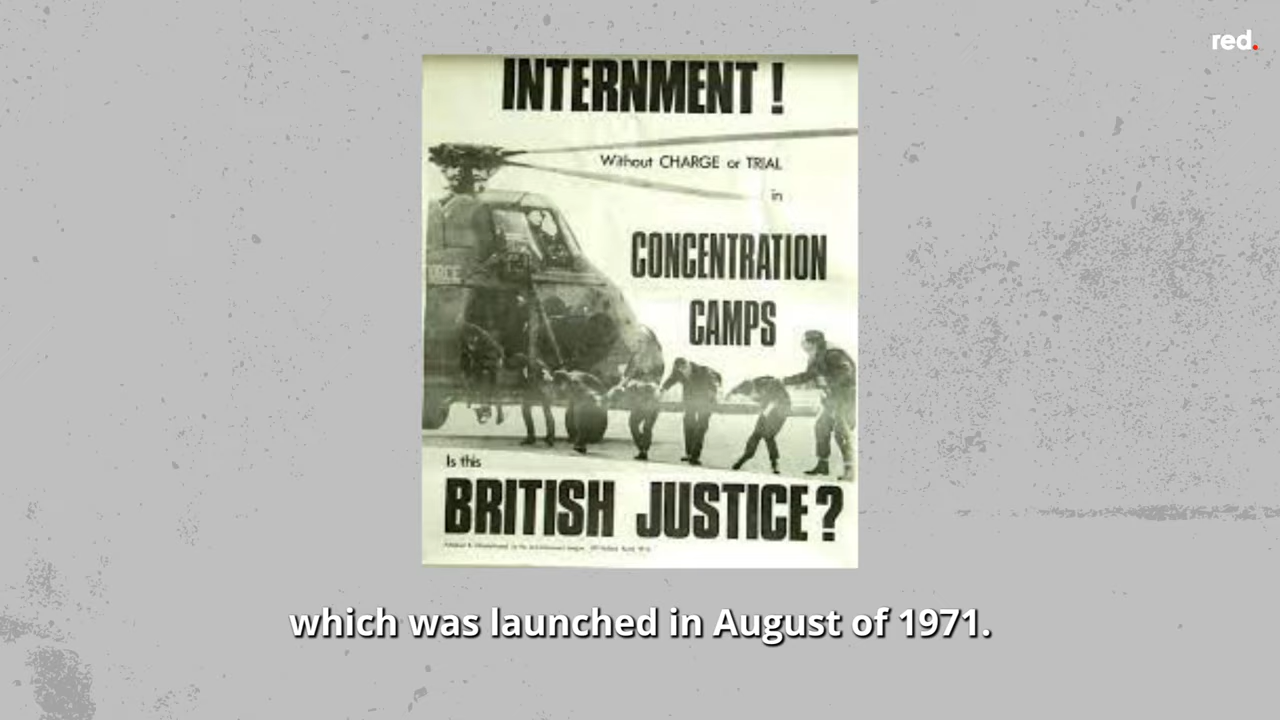 red.
INTERNMENT !
Without CHARGE or TRIAL
in
CONCENTRATION
CAMPS
Is this
BRITISH JUSTICE?
which was launched in August of 1971.